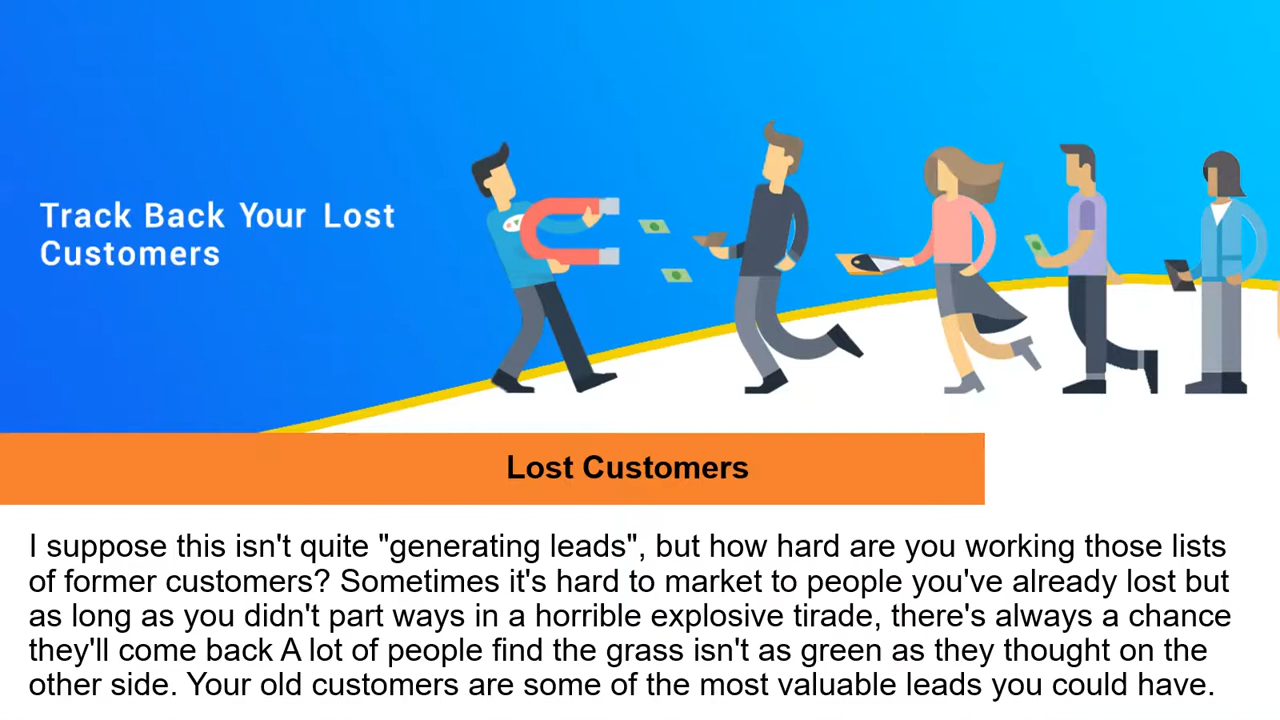 Track Back Your Lost
Customers
Lost Customers
I suppose this isn't quite "generating leads", but how hard are you working those lists
of former customers? Sometimes it's hard to market to people you've already lost but
as long as you didn't part ways in a horrible explosive tirade, there's always a chance
they'll come back A lot of people find the grass isn't as green as they thought on the
other side. Your old customers are some of the most valuable leads you could have.